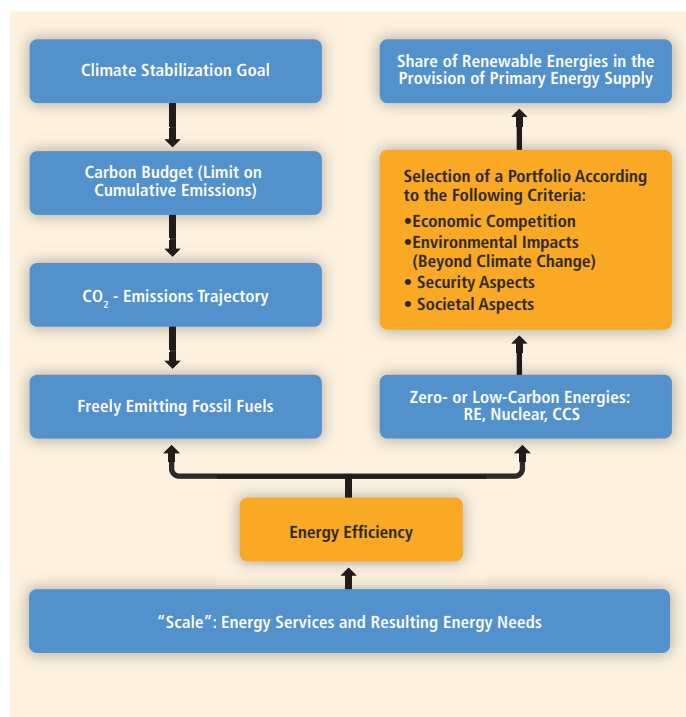 Climate Stabilization Goal
Carbon Budget (Limit on
Cumulative Emissions)
CO2 - Emissions Trajectory
Freely Emitting Fossil Fuels
Share of Renewable Energies in the
Provision of Primary Energy Supply
Selection of a Portfolio According
to the Following Criteria:
•Economic Competition
•Environmental Impacts
(Beyond Climate Change)
• Security Aspects
• Societal Aspects
Zero- or Low-Carbon Energies:
RE, Nuclear, CCS
Energy Efficiency
“Scale”: Energy Services and Resulting Energy Needs